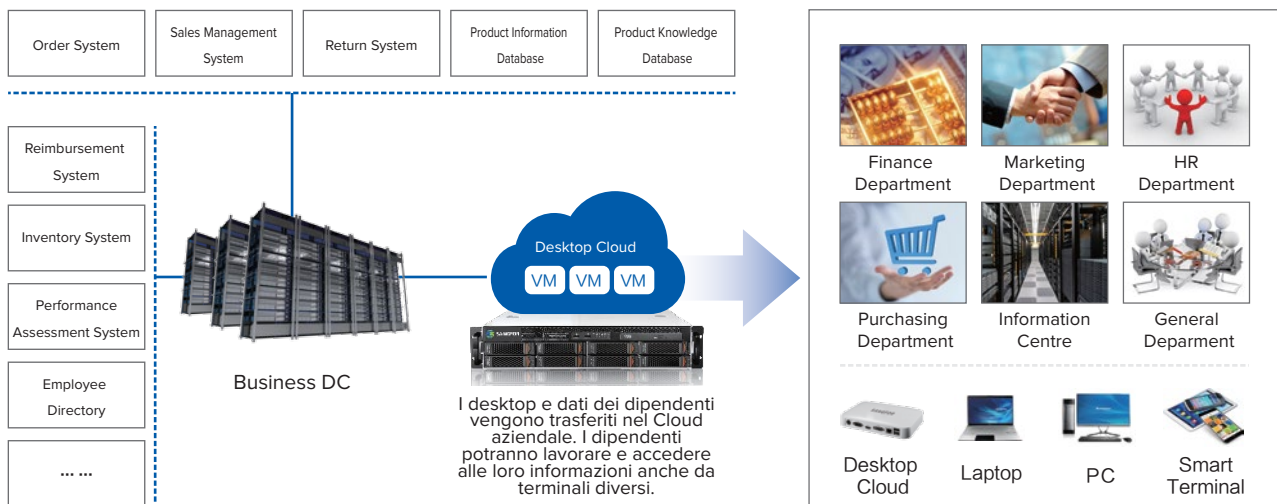 Order System
Sales Management
System
Return System
Product Information
Database
Product Knowledge
Database
Reimbursement
System
Inventory System
Performance
Assessment System
Employee
Directory
... ...
Business DC
Desktop Cloud
VM VM VM
SANGFOR
I desktop e dati dei dipendenti
vengono trasferiti nel Cloud
aziendale. I dipendenti
potranno lavorare e accedere
alle loro informazioni anche da
terminali diversi.
Finance
Department
Marketing
Department
HR
Department
Purchasing
Department
Information
Centre
General
Deparment
Desktop
Cloud
Laptop
PC
Smart
Terminal